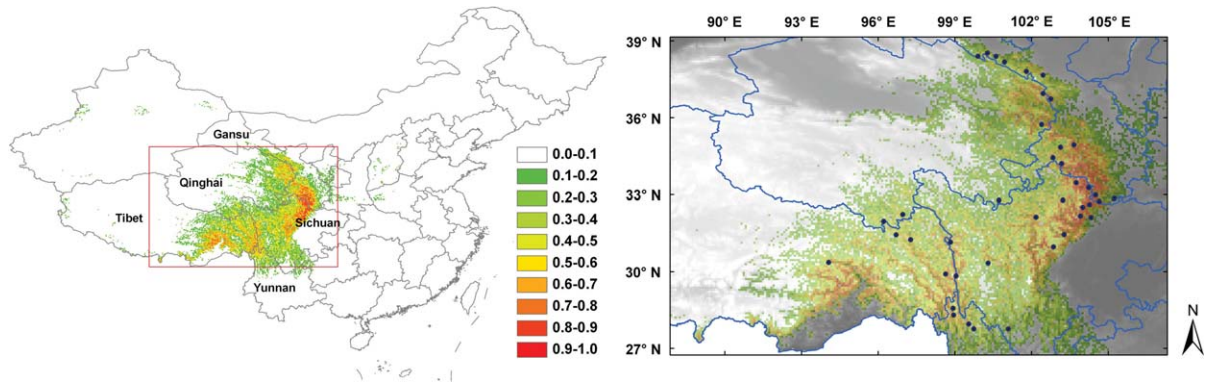 Gansu
Qinghai
Tibet
Sichuan
Yunnan
0.0-0.1
0.1-0.2
0.2-0.3
0.3-0.4
0.4-0.5
0.5-0.6
0.6-0.7
0.7-0.8
0.8-0.9
0.9-1.0
90° E 93° E 96° E 99° E 102° E 105° E
39° N
36° N
33° N
30° N
27° N
N